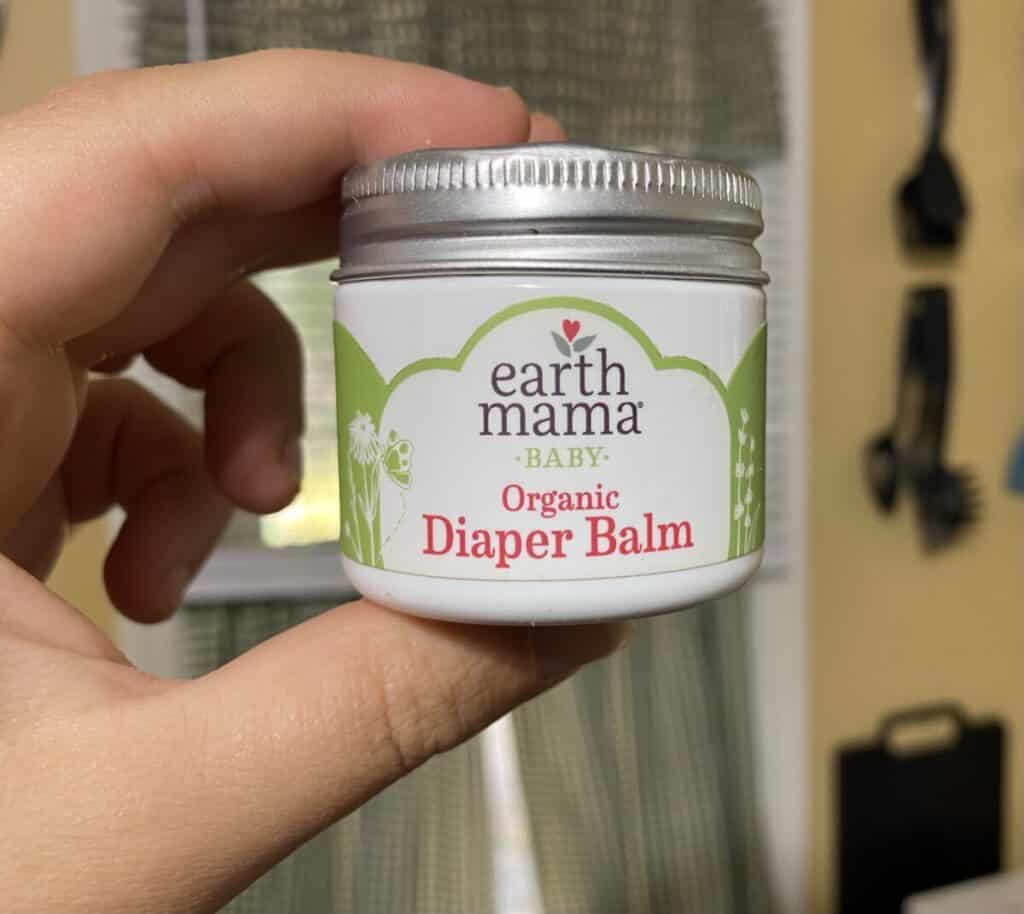 earth
mama®
·BABY·
Organic
Diaper Balm